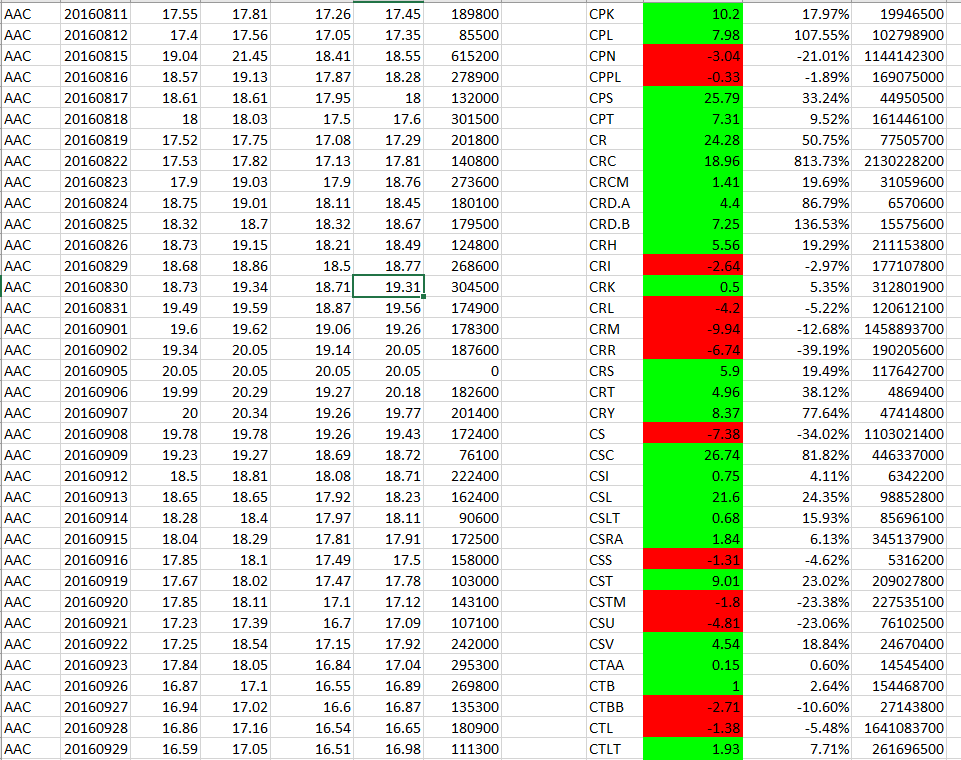 AAC 20160811 17.55 17.81 17.26 17.45 189800 CPK 10.2 17.97% 19946500
AAC 20160812 17.4 17.56 17.05 17.35 85500 CPL 7.98 107.55% 102798900
AAC 20160815 19.04 21.45 18.41 18.55 615200 CPN -3.04 -21.01% 1144142300
AAC 20160816 18.57 19.13 17.87 18.28 278900 CPPL -0.33 -1.89% 169075000
AAC 20160817 18.61 18.61 17.95 18 132000 CPS 25.79 33.24% 44950500
AAC 20160818 18 18.03 17.5 17.6 301500 CPT 7.31 9.52% 161446100
AAC 20160819 17.52 17.75 17.08 17.29 201800 CR 24.28 50.75% 77505700
AAC 20160822 17.53 17.82 17.13 17.81 140800 CRC 18.96 813.73% 2130228200
AAC 20160823 17.9 19.03 17.9 18.76 273600 CRCM 1.41 19.69% 31059600
AAC 20160824 18.75 19.01 18.11 18.45 180100 CRD.A 4.4 86.79% 6570600
AAC 20160825 18.32 18.7 18.32 18.67 179500 CRD.B 7.25 136.53% 15575600
AAC 20160826 18.73 19.15 18.21 18.49 124800 CRH 5.56 19.29% 211153800
AAC 20160829 18.68 18.86 18.5 18.77 268600 CRI -2.64 -2.97% 177107800
AAC 20160830 18.73 19.34 18.71 19.31 304500 CRK 0.5 5.35% 312801900
AAC 20160831 19.49 19.59 18.87 19.56 174900 CRL -4.2 -5.22% 120612100
AAC 20160901 19.6 19.62 19.06 19.26 178300 CRM -9.94 -12.68% 1458893700
AAC 20160902 19.34 20.05 19.14 20.05 187600 CRR -6.74 -39.19% 190205600
AAC 20160905 20.05 20.05 20.05 20.05 0 CRS 5.9 19.49% 117642700
AAC 20160906 19.99 20.29 19.27 20.18 182600 CRT 4.96 38.12% 4869400
AAC 20160907 20 20.34 19.26 19.77 201400 CRY 8.37 77.64% 47414800
AAC 20160908 19.78 19.78 19.26 19.43 172400 CS -7.38 -34.02% 1103021400
AAC 20160909 19.23 19.27 18.69 18.72 76100 CSC 26.74 81.82% 446337000
AAC 20160912 18.5 18.81 18.08 18.71 222400 CSI 0.75 4.11% 6342200
AAC 20160913 18.65 18.65 17.92 18.23 162400 CSL 21.6 24.35% 98852800
AAC 20160914 18.28 18.4 17.97 18.11 90600 CSLT 0.68 15.93% 85696100
AAC 20160915 18.04 18.29 17.81 17.91 172500 CSRA 1.84 6.13% 345137900
AAC 20160916 17.85 18.1 17.49 17.5 158000 CSS -1.31 -4.62% 5316200
AAC 20160919 17.67 18.02 17.47 17.78 103000 CST 9.01 23.02% 209027800
AAC 20160920 17.85 18.11 17.1 17.12 143100 CSTM -1.8 -23.38% 227535100
AAC 20160921 17.23 17.39 16.7 17.09 107100 CSU -4.81 -23.06% 76102500
AAC 20160922 17.25 18.54 17.15 17.92 242000 CSV 4.54 18.84% 24670400
AAC 20160923 17.84 18.05 16.84 17.04 295300 CTAA 0.15 0.60% 14545400
AAC 20160926 16.87 17.1 16.55 16.89 269800 CTB 1 2.64% 154468700
AAC 20160927 16.94 17.02 16.6 16.87 135300 CTBB -2.71 -10.60% 27143800
AAC 20160928 16.86 17.16 16.54 16.65 180900 CTL -1.38 -5.48% 1641083700
AAC 20160929 16.59 17.05 16.51 16.98 111300 CTLT 1.93 7.71% 261696500